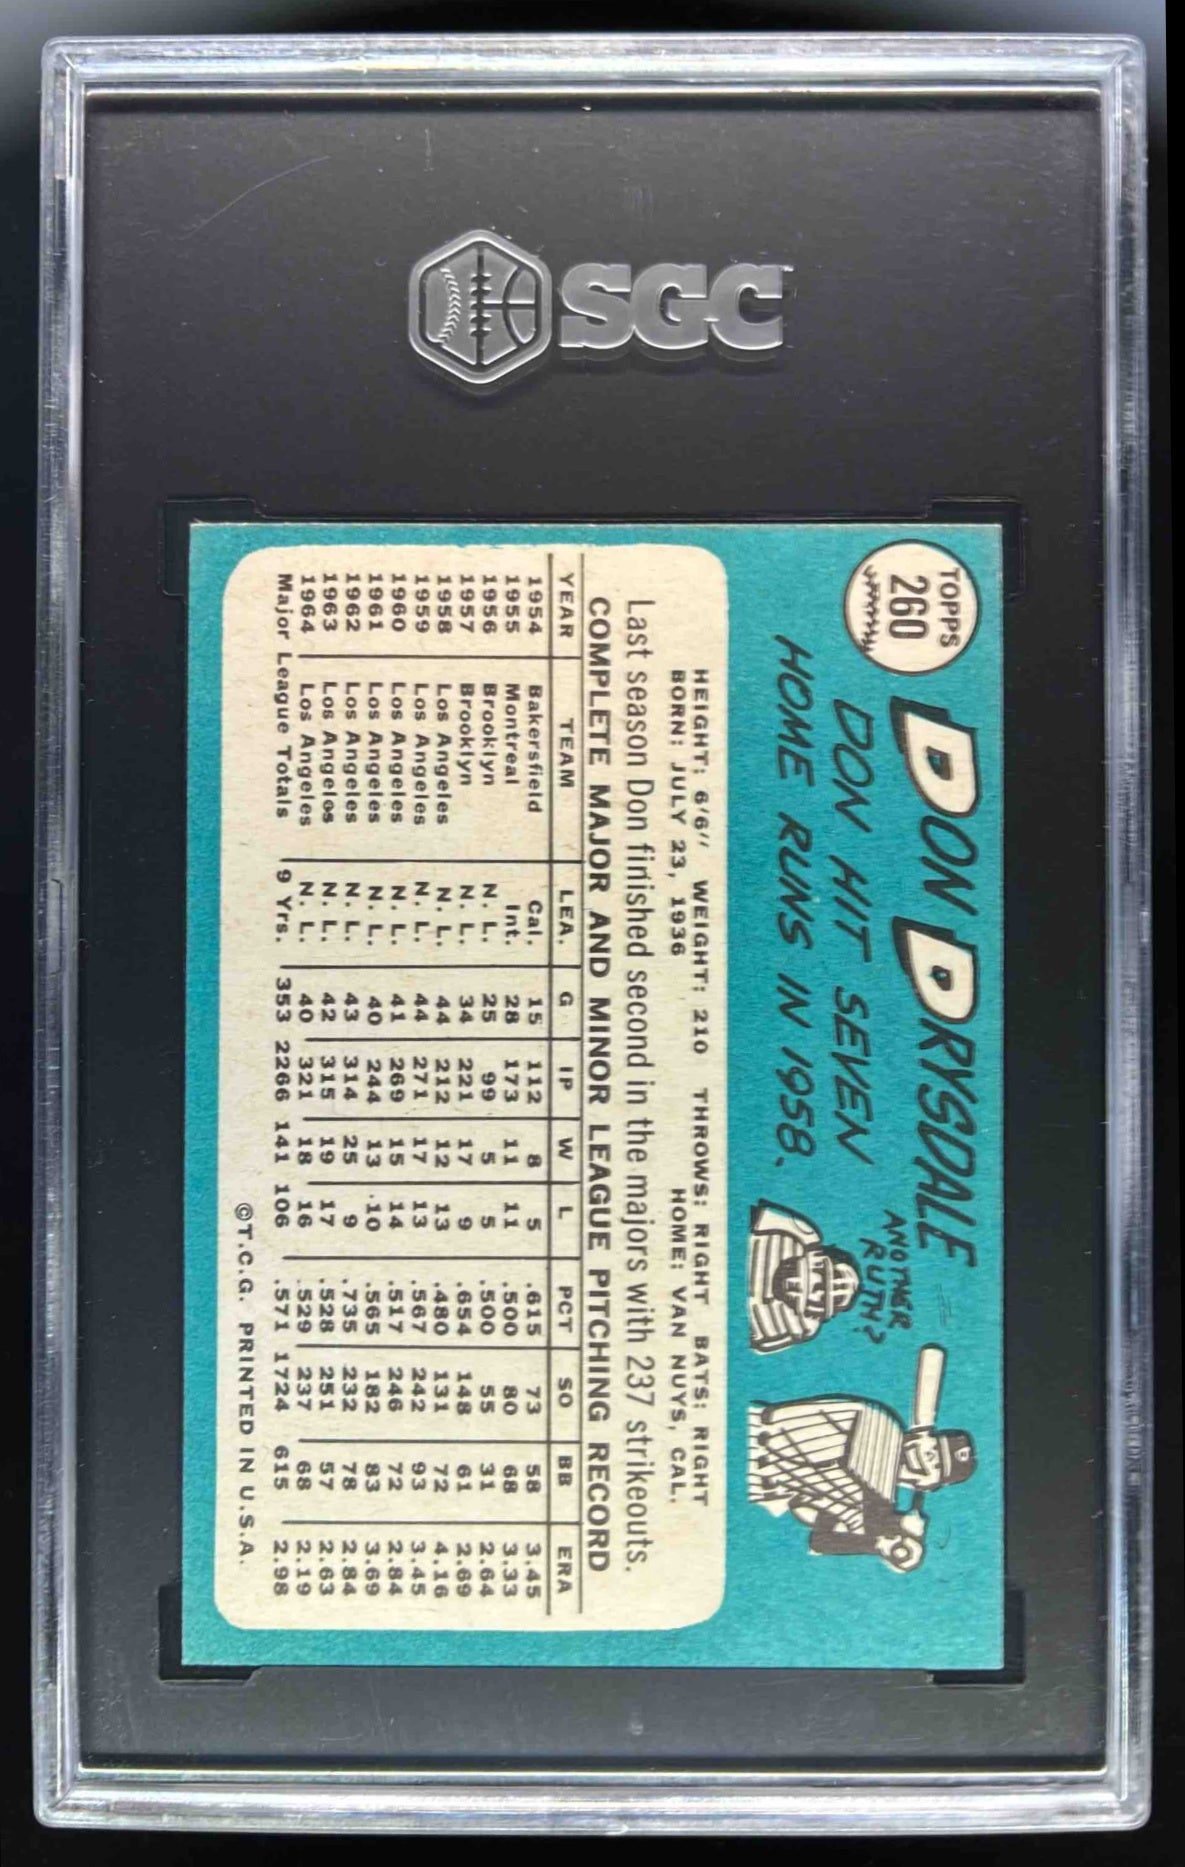 SGC
TOPPS
260
DON DRYSDALE
DON HIT SEVEN
HOME RUNS IN 1958.
ANOTHER
RUTH?
HEIGHT: 6'6" WEIGHT: 210 THROWS: RIGHT BATS: RIGHT
BORN: JULY 23, 1936 HOME: VAN NUYS, CAL.
Last season Don finished second in the majors with 237 strikeouts.
COMPLETE MAJOR AND MINOR LEAGUE PITCHING RECORD
YEAR TEAM LEA. G IP W L PCT SO BB ERA
1954 Bakersfield Cal. 15 112 8 5 .615 73 58 3.45
1955 Montreal Int. 28 173 11 11 .500 80 68 3.33
1956 Brooklyn N. L. 25 99 5 5 .500 55 31 2.64
1957 Brooklyn N. L. 34 221 17 9 .654 148 61 2.69
1958 Los Angeles N. L. 44 212 12 13 .480 131 72 4.16
1959 Los Angeles N. L. 44 271 17 13 .567 242 93 3.45
1960 Los Angeles N. L. 41 269 15 14 .517 246 72 2.84
1961 Los Angeles N. L. 40 244 13 10 .565 182 83 3.69
1962 Los Angeles N. L. 43 314 25 9 .735 232 78 2.84
1963 Los Angeles N. L. 42 315 19 17 .528 251 57 2.63
1964 Los Angeles N. L. 40 321 18 16 .529 237 68 2.19
Major League Totals 9 Yrs. 353 2266 141 106 .571 1724 615 2.98
©T.C.G. PRINTED IN U.S.A.